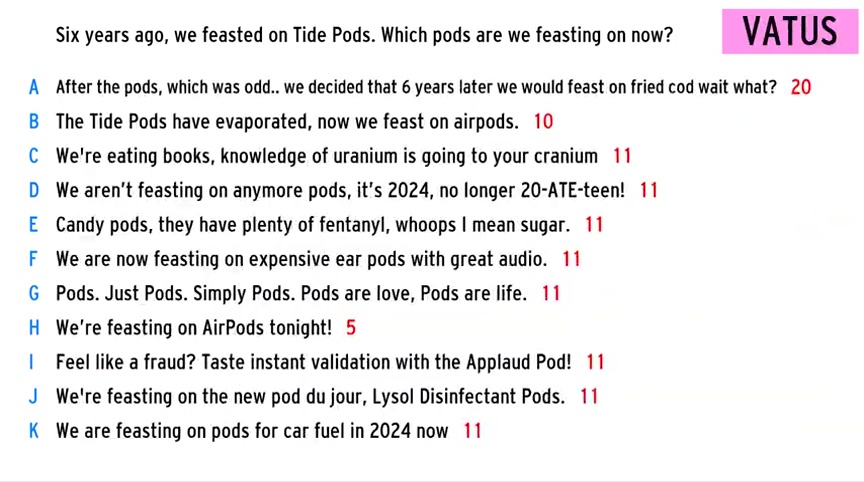 Six years ago, we feasted on Tide Pods. Which pods are we feasting on now?
VATUS
A After the pods, which was odd.. we decided that 6 years later we would feast on fried cod wait what? 20
B The Tide Pods have evaporated, now we feast on airpods. 10
C We're eating books, knowledge of uranium is going to your cranium 11
D We aren't feasting on anymore pods, it's 2024, no longer 20-ATE-teen! 11
E Candy pods, they have plenty of fentanyl, whoops I mean sugar. 11
F We are now feasting on expensive ear pods with great audio. 11
G Pods. Just Pods. Simply Pods. Pods are love, Pods are life. 11
H We're feasting on AirPods tonight! 5
I Feel like a fraud? Taste instant validation with the Applaud Pod! 11
J We're feasting on the new pod du jour, Lysol Disinfectant Pods. 11
K We are feasting on pods for car fuel in 2024 now 11